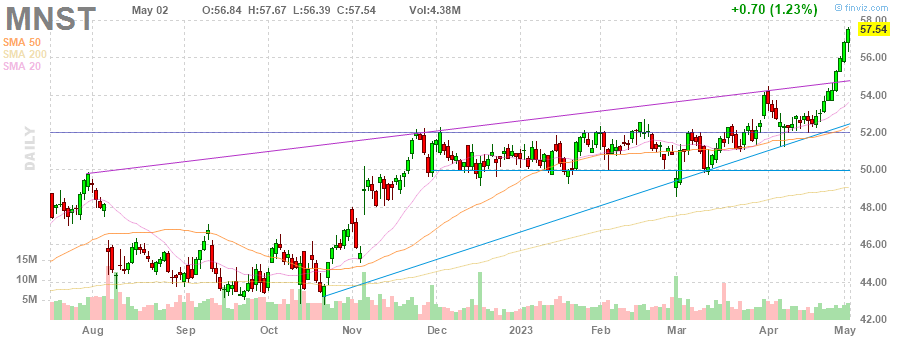 MNST May 02 O:56.84 H:57.67 L:56.39 C:57.54 Vol:4.38M +0.70 (1.23%) © finviz.com
SMA 50
SMA 200
SMA 20
DAILY
15M
10M
5M
58.00
57.54
56.00
54.00
52.00
50.00
48.00
46.00
44.00
42.00
Aug Sep Oct Nov Dec 2023 Feb Mar Apr May